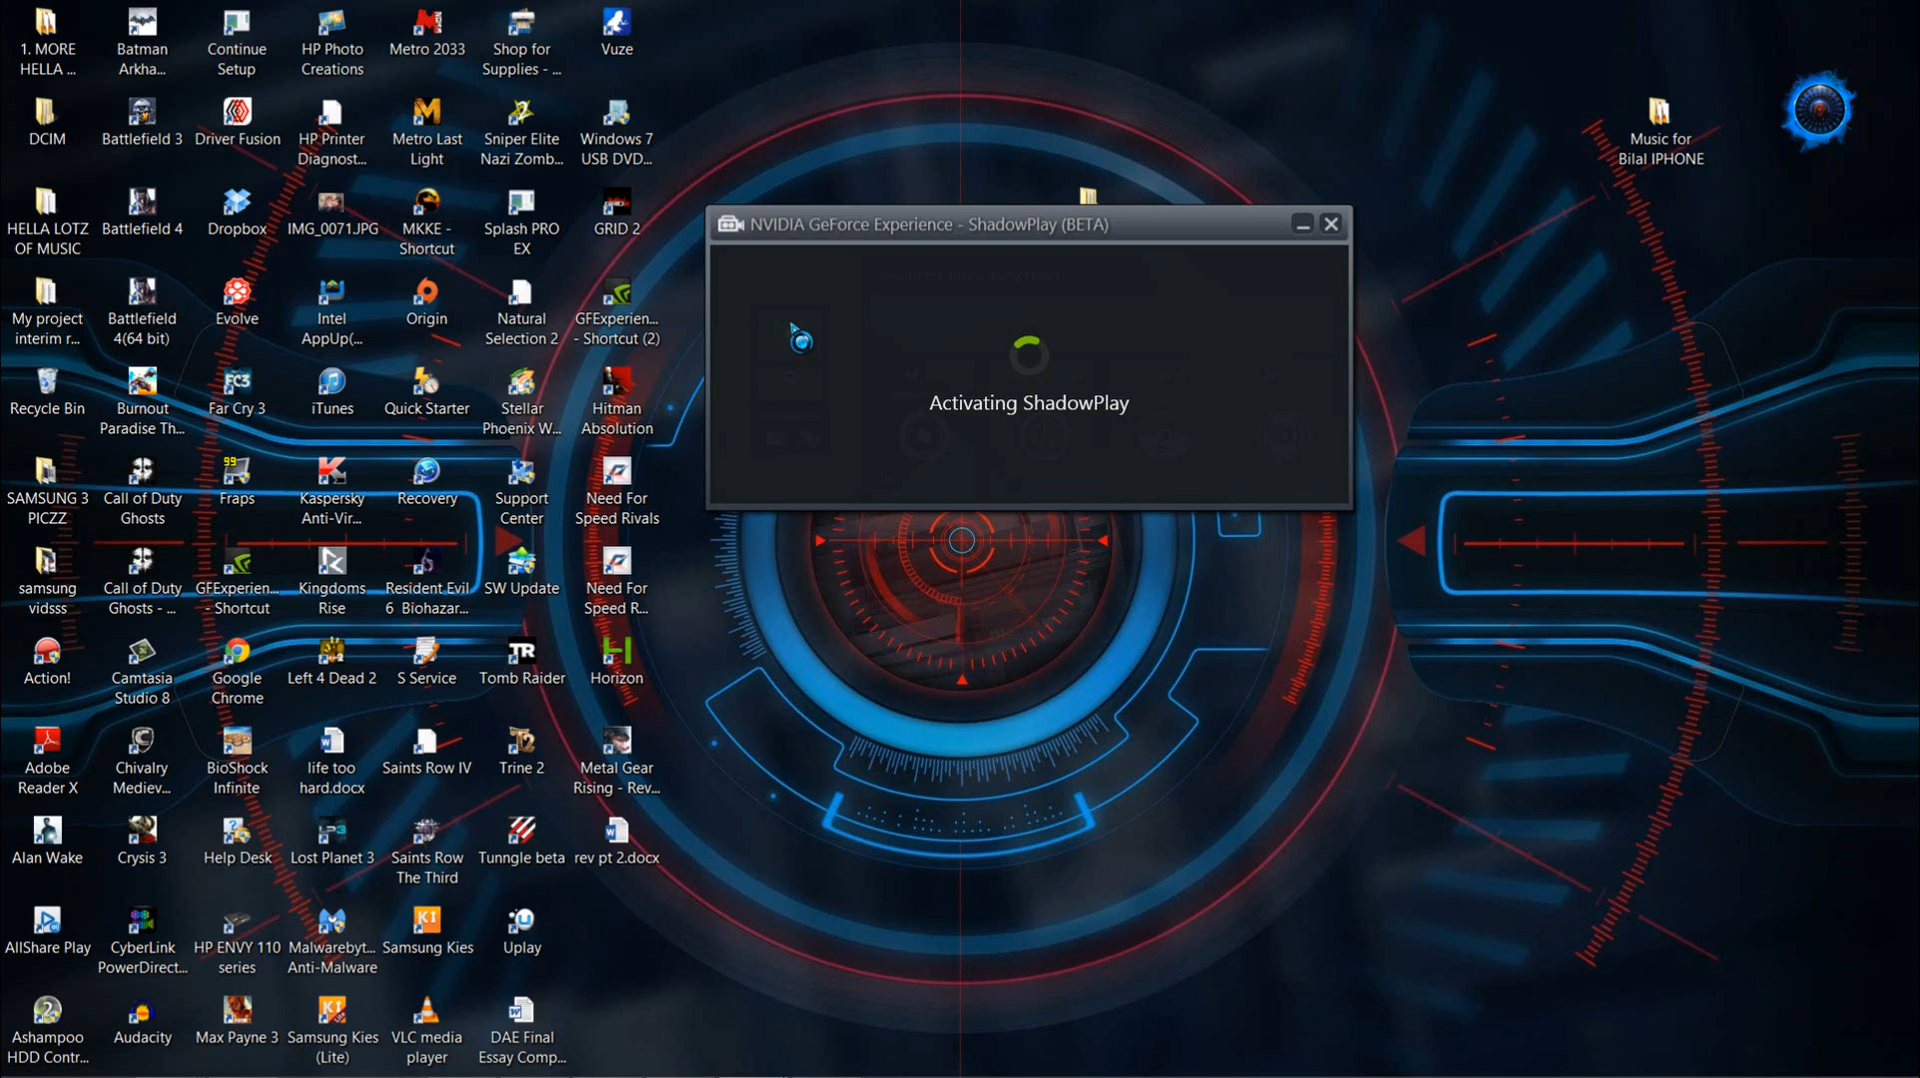 1. MORE
HELLA ...
Batman
Arkha...
Continue
Setup
HP Photo
Creations
Metro 2033
Shop for
Supplies - ...
Vuze
DCIM
Battlefield 3
Driver Fusion
HP Printer
Diagnost...
Metro Last
Light
Sniper Elite
Nazi Zomb...
Windows 7
USB DVD...
Music for
Bilal IPHONE
HELLA LOTZ
OF MUSIC
Battlefield 4
Dropbox
IMG_0071.JPG
MKKE -
Shortcut
Splash PRO
EX
GRID 2
NVIDIA GeForce Experience - ShadowPlay (BETA)
Activating ShadowPlay
My project
interim r...
Battlefield
4(64 bit)
Evolve
Intel
AppUp(...
Origin
Natural
Selection 2
GFExperien...
- Shortcut (2)
Recycle Bin
Burnout
Paradise Th...
FC3
Far Cry 3
iTunes
Quick Starter
Stellar
Phoenix W...
Hitman
Absolution
SAMSUNG 3
PICZZ
Call of Duty
Ghosts
99
Fraps
Kaspersky
Anti-Vir...
Recovery
Support
Center
Need For
Speed Rivals
samsung
vidsss
Call of Duty
Ghosts - ...
GFExperien...
- Shortcut
Kingdoms
Rise
Resident Evil
6 Biohazar...
SW Update
Need For
Speed R...
Action!
Camtasia
Studio 8
Google
Chrome
Left 4 Dead 2
S Service
TR
Tomb Raider
Horizon
Adobe
Reader X
Chivalry
Mediev...
BioShock
Infinite
life too
hard.docx
Saints Row IV
Trine 2
Metal Gear
Rising - Rev...
Alan Wake
Crysis 3
Help Desk
Lost Planet 3
Saints Row
The Third
Tunngle beta
rev pt 2.docx
AllShare Play
CyberLink
PowerDirect...
HP ENVY 110
series
Malwarebyt...
Anti-Malware
KI
Samsung Kies
Uplay
Ashampoo
HDD Contr...
Audacity
Max Payne 3
KI
Samsung Kies
(Lite)
VLC media
player
DAE Final
Essay Comp...